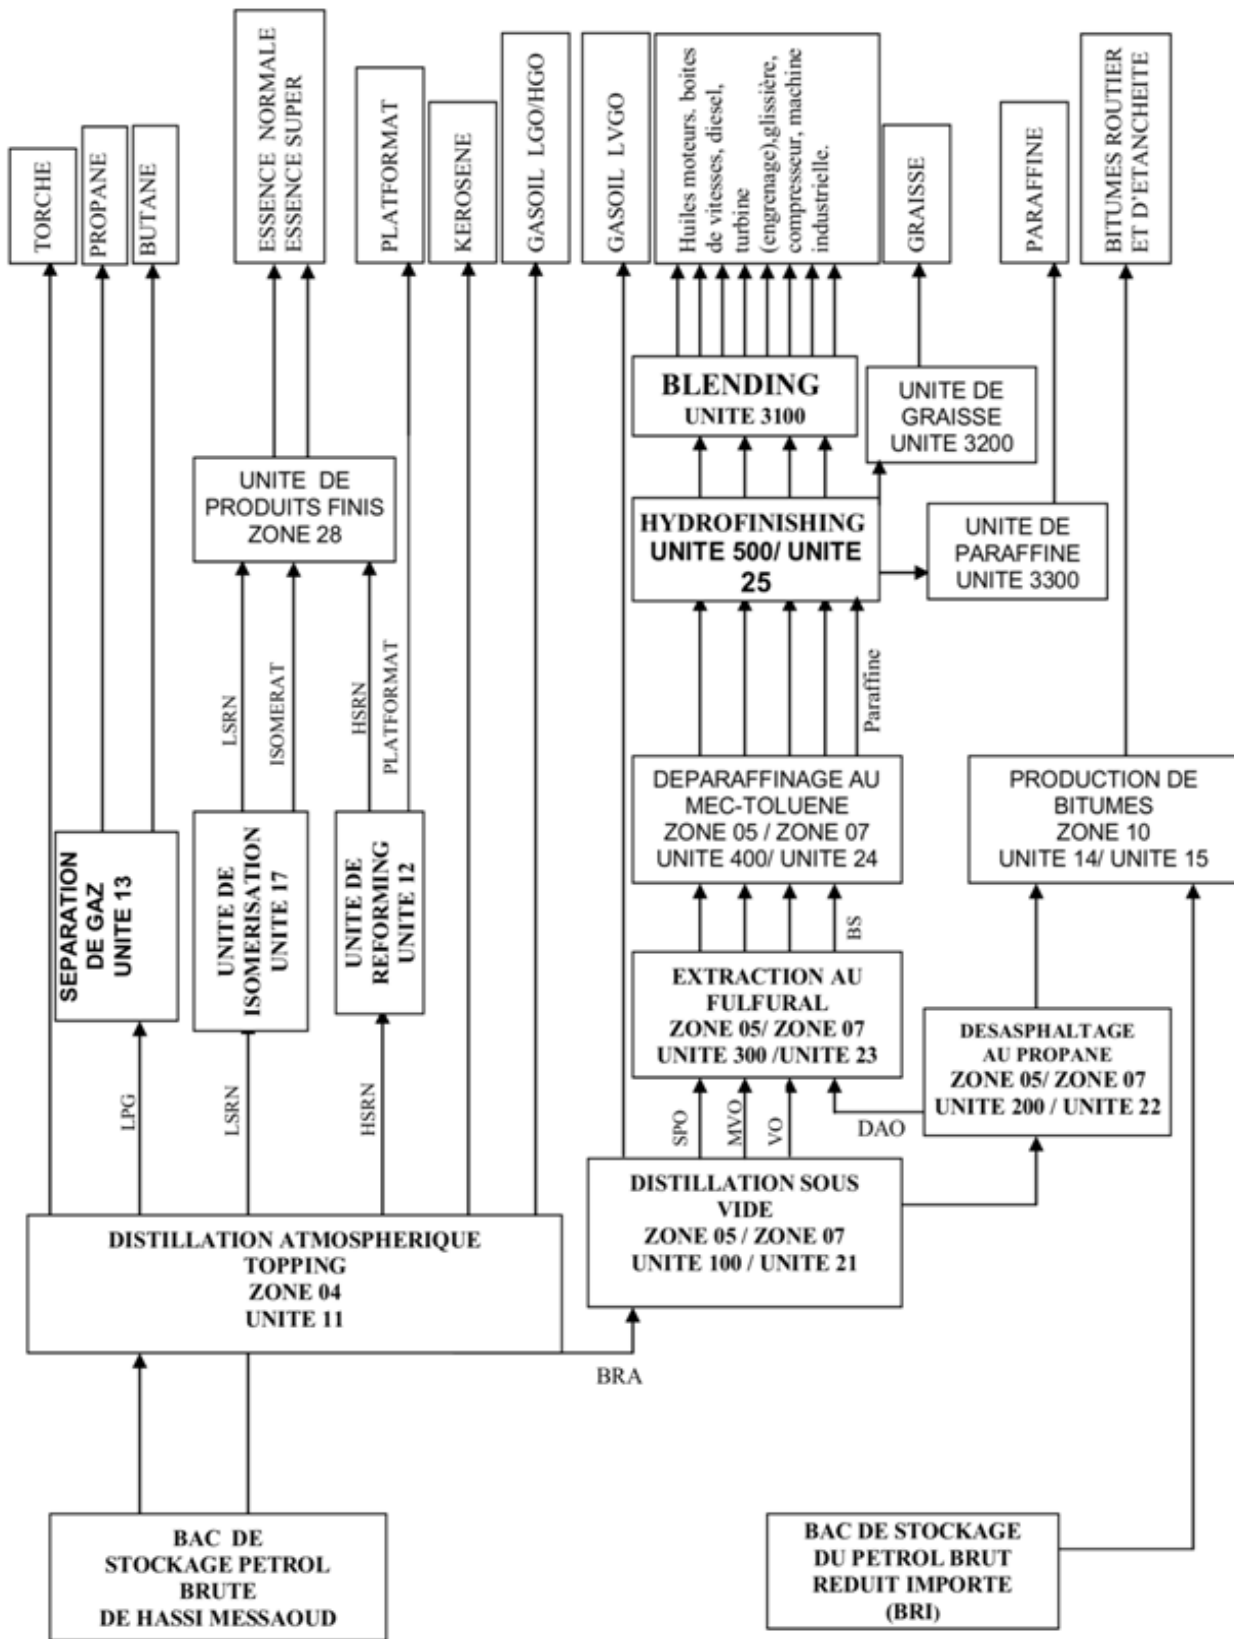 TORCHE
PROPANE
BUTANE
ESSENCE NORMALE
ESSENCE SUPER
PLATFORMAT
KEROSENE
GASOIL LGO/HGO
GASOIL LVGO
Huiles moteurs. boites
de vitesses, diesel,
turbine
(engrenage),glissière,
compresseur, machine
industrielle.
GRAISSE
PARAFFINE
BITUMES ROUTIER
ET D'ETANCHEITE
BLENDING
UNITE 3100
UNITE DE
GRAISSE
UNITE 3200
UNITE DE
PRODUITS FINIS
ZONE 28
HYDROFINISHING
UNITE 500/ UNITE
25
UNITE DE
PARAFFINE
UNITE 3300
LSRN
ISOMERAT
HSRN
PLATFORMAT
Paraffine
SEPARATION
DE GAZ
UNITE 13
UNITE DE
ISOMERISATION
UNITE 17
UNITE DE
REFORMING
UNITE 12
DEPARAFFINAGE AU
MEC-TOLUENE
ZONE 05 / ZONE 07
UNITE 400/ UNITE 24
PRODUCTION DE
BITUMES
ZONE 10
UNITE 14/ UNITE 15
BS
EXTRACTION AU
FULFURAL
ZONE 05/ ZONE 07
UNITE 300 /UNITE 23
DESASPHALTAGE
AU PROPANE
ZONE 05/ ZONE 07
UNITE 200 / UNITE 22
LPG
LSRN
HSRN
SPO
MVO
VO
DAO
DISTILLATION SOUS
VIDE
ZONE 05 / ZONE 07
UNITE 100 / UNITE 21
DISTILLATION ATMOSPHERIQUE
TOPPING
ZONE 04
UNITE 11
BRA
BAC DE
STOCKAGE PETROL
BRUTE
DE HASSI MESSAOUD
BAC DE STOCKAGE
DU PETROL BRUT
REDUIT IMPORTE
(BRI)